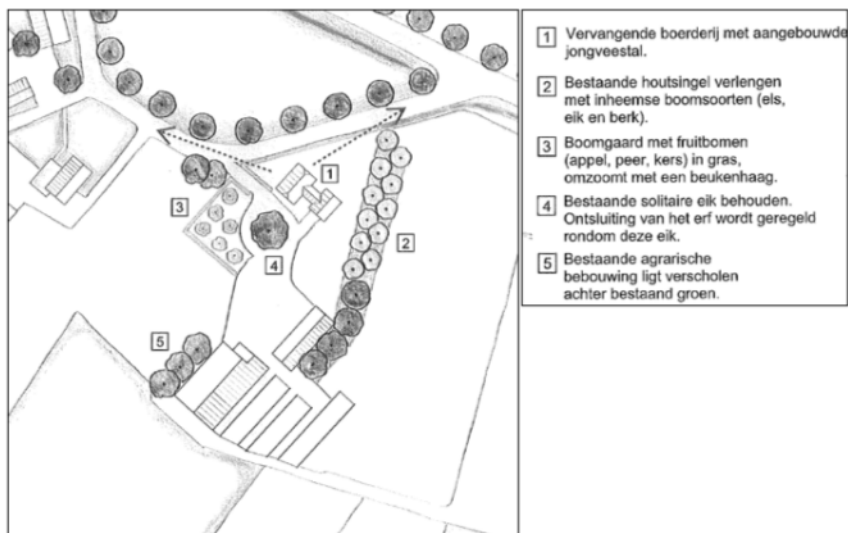 1 Vervangende boerderij met aangebouwde
jongveestal.
2 Bestaande houtsingel verlengen
met inheemse boomsoorten (els,
eik en berk).
3 Boomgaard met fruitbomen
(appel, peer, kers) in gras,
omzoomt met een beukenhaag.
4 Bestaande solitaire eik behouden.
Ontsluiting van het erf wordt geregeld
rondom deze eik.
5 Bestaande agrarische
bebouwing ligt verscholen
achter bestaand groen.
1
3
2
4
5